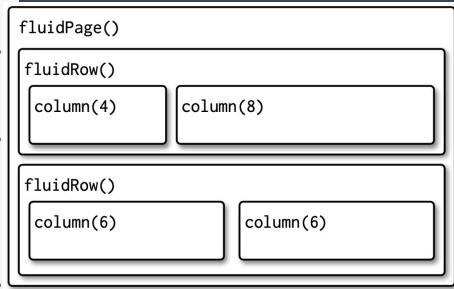 fluidPage()
fluidRow()
column(4) column(8)
fluidRow()
column(6) column(6)